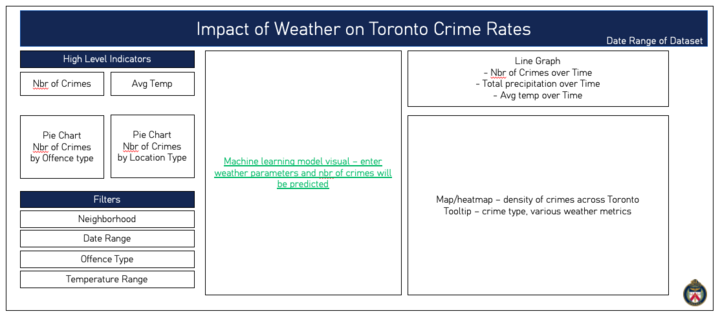 Impact of Weather on Toronto Crime Rates
Date Range of Dataset
High Level Indicators
Nbr of Crimes
Avg Temp
Pie Chart
Nbr of Crimes
by Offence type
Pie Chart
Nbr of Crimes
by Location Type
Filters
Neighborhood
Date Range
Offence Type
Temperature Range
Machine learning model visual – enter
weather parameters and nbr of crimes will
be predicted
Line Graph
- Nbr of Crimes over Time
- Total precipitation over Time
- Avg temp over Time
Map/heatmap – density of crimes across Toronto
Tooltip – crime type, various weather metrics